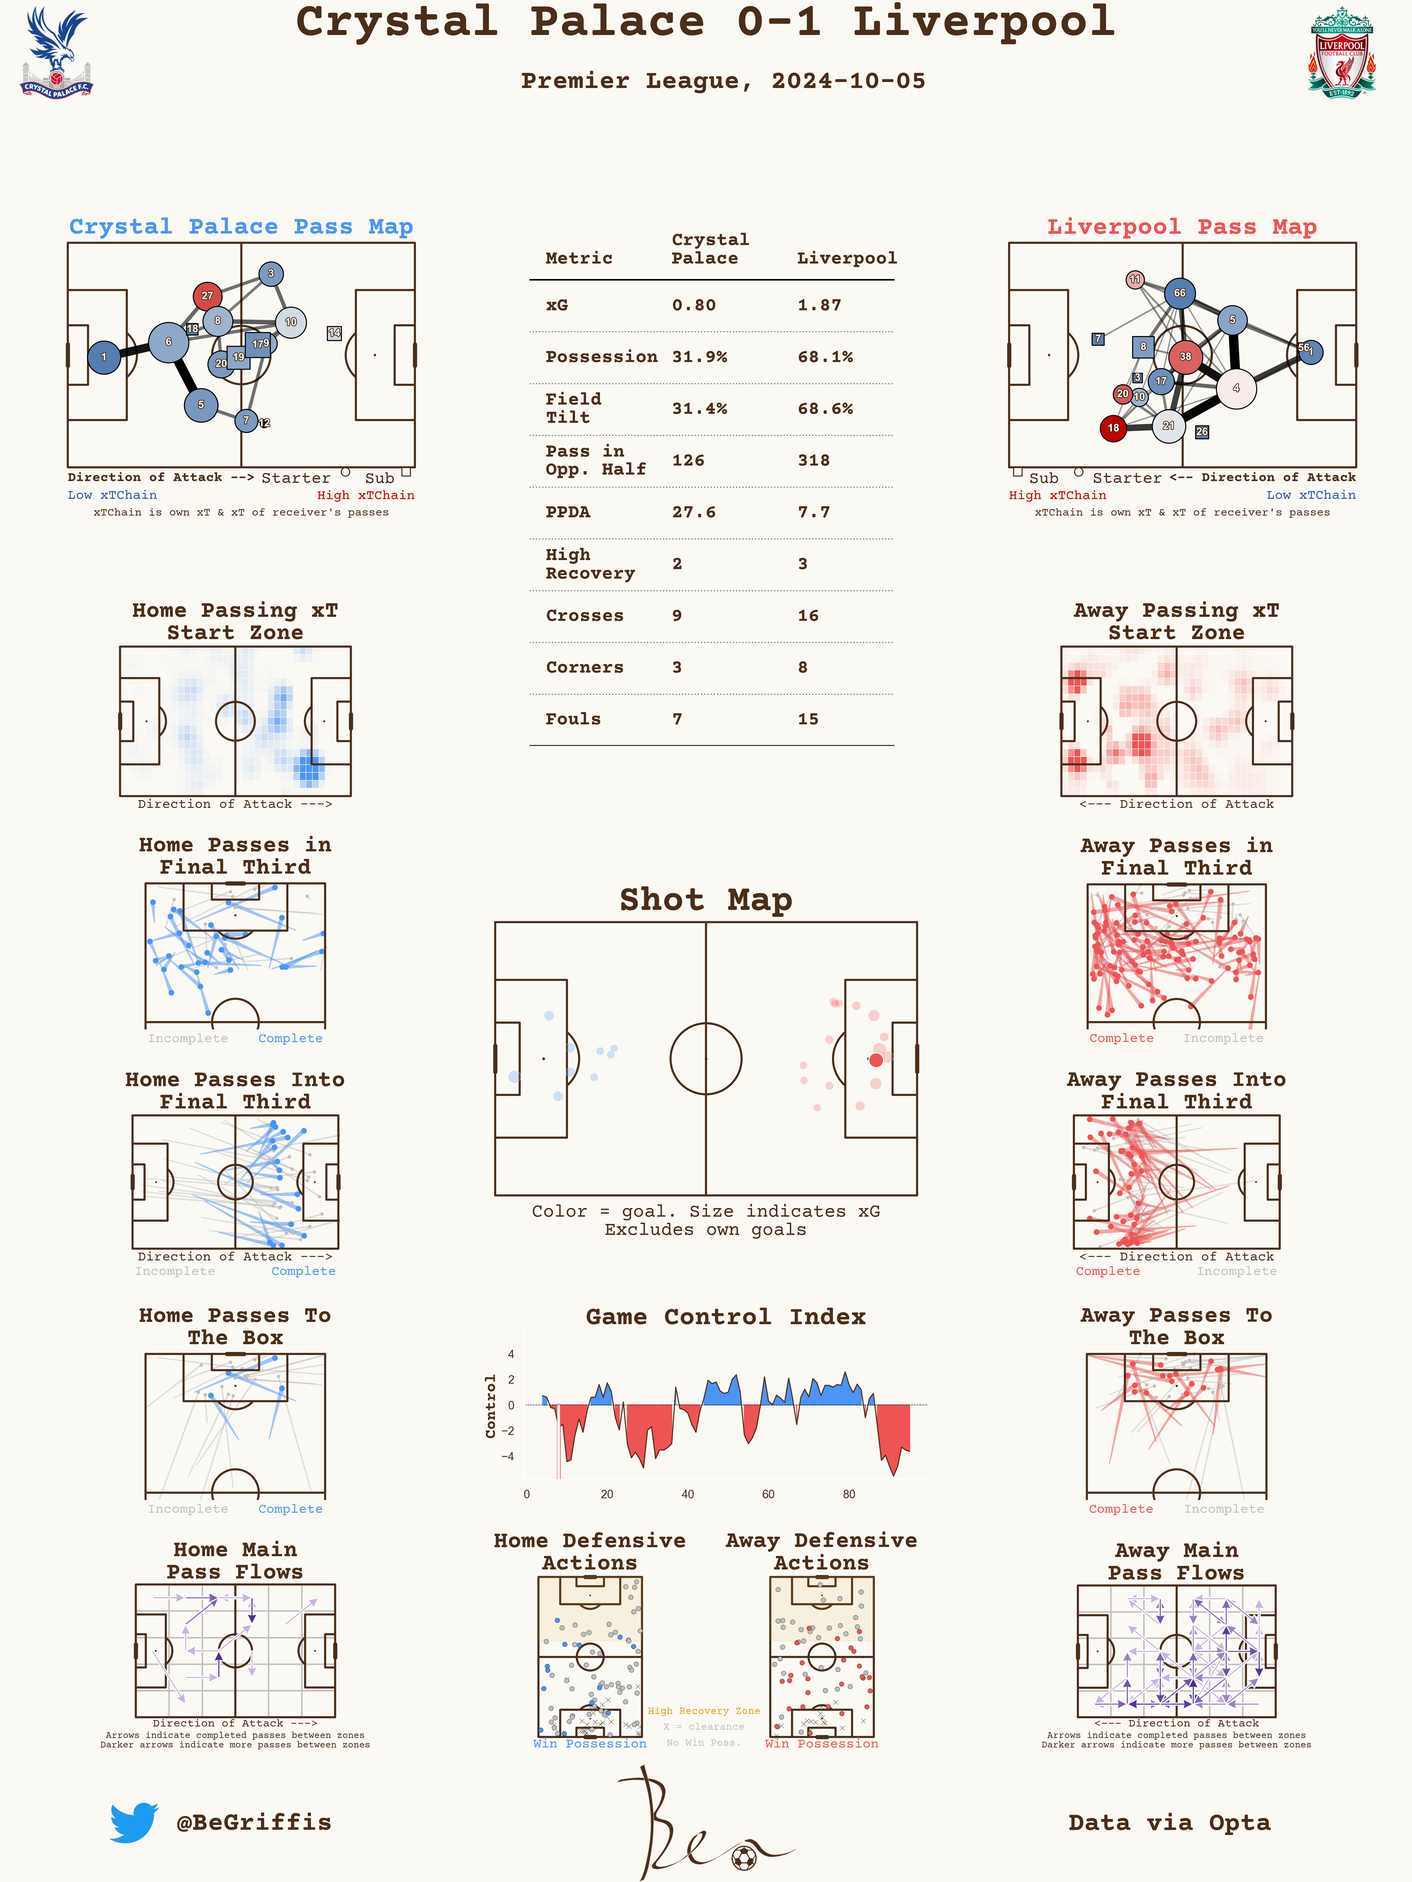 Crystal Palace 0-1 Liverpool
Premier League, 2024-10-05
CRYSTAL PALACE F.C.
YOU'LL NEVER WALK ALONE
LIVERPOOL
FOOTBALL CLUB
EST·1892
Crystal Palace Pass Map
3
27
8
10
18
14
6
1
19
17
9
20
5
7
12
Direction of Attack --> Starter Sub
Low xTChain High xTChain
xTChain is own xT & xT of receiver's passes
Metric Crystal Palace Liverpool
xG 0.80 1.87
Possession 31.9% 68.1%
Field Tilt 31.4% 68.6%
Pass in Opp. Half 126 318
PPDA 27.6 7.7
High Recovery 2 3
Crosses 9 16
Corners 3 8
Fouls 7 15
Liverpool Pass Map
11
66
5
7
8
56
1
38
3
17
4
20
10
18
21
26
Sub Starter <-- Direction of Attack
High xTChain Low xTChain
xTChain is own xT & xT of receiver's passes
Home Passing xT
Start Zone
Direction of Attack --->
Away Passing xT
Start Zone
<--- Direction of Attack
Home Passes in
Final Third
Incomplete Complete
Away Passes in
Final Third
Complete Incomplete
Shot Map
Color = goal. Size indicates xG
Excludes own goals
Home Passes Into
Final Third
Direction of Attack --->
Incomplete Complete
Away Passes Into
Final Third
<--- Direction of Attack
Complete Incomplete
Home Passes To
The Box
Incomplete Complete
Game Control Index
Control
4
2
0
−2
−4
0 20 40 60 80
Away Passes To
The Box
Complete Incomplete
Home Main
Pass Flows
Direction of Attack --->
Arrows indicate completed passes between zones
Darker arrows indicate more passes between zones
Home Defensive
Actions
Win Possession
Away Defensive
Actions
Win Possession
High Recovery Zone
X = clearance
No Win Poss.
Away Main
Pass Flows
<--- Direction of Attack
Arrows indicate completed passes between zones
Darker arrows indicate more passes between zones
@BeGriffis
Ben
Data via Opta